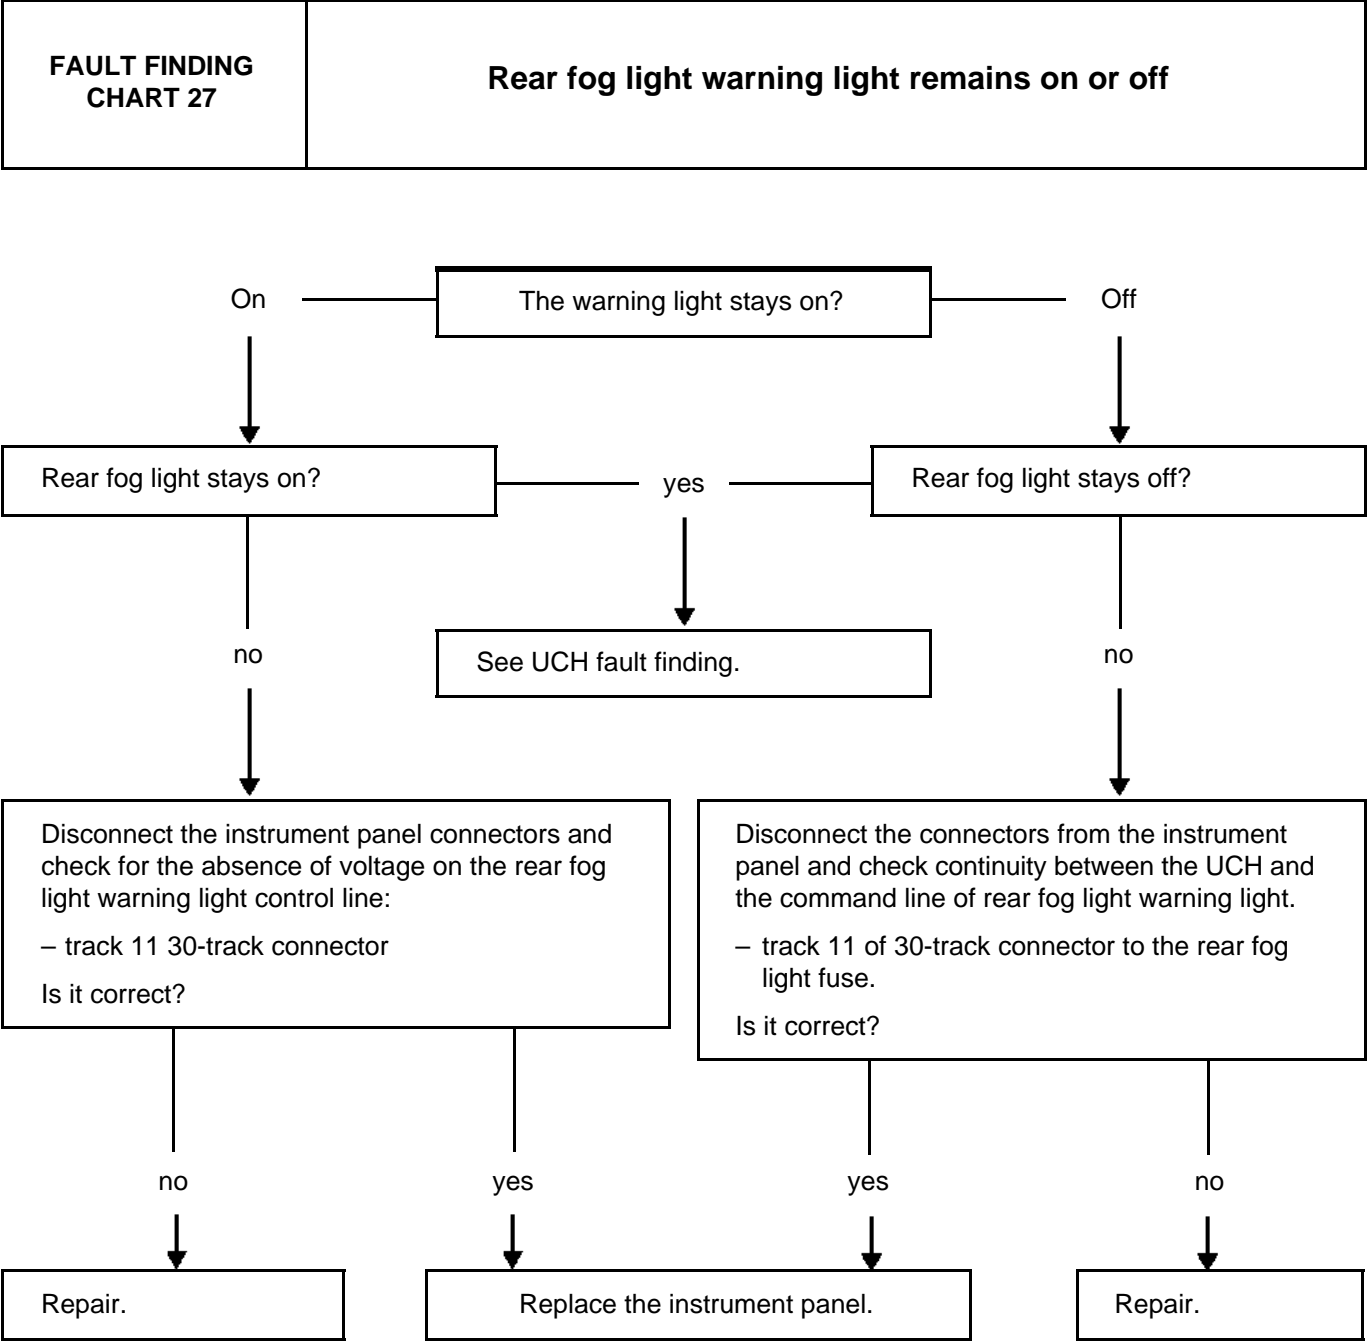 FAULT FINDING
CHART 27
Rear fog light warning light remains on or off
On
The warning light stays on?
Off
Rear fog light stays on?
yes
Rear fog light stays off?
no
See UCH fault finding.
no
Disconnect the instrument panel connectors and
check for the absence of voltage on the rear fog
light warning light control line:
– track 11 30-track connector
Is it correct?
Disconnect the connectors from the instrument
panel and check continuity between the UCH and
the command line of rear fog light warning light.
– track 11 of 30-track connector to the rear fog
light fuse.
Is it correct?
no
yes
yes
no
Repair.
Replace the instrument panel.
Repair.